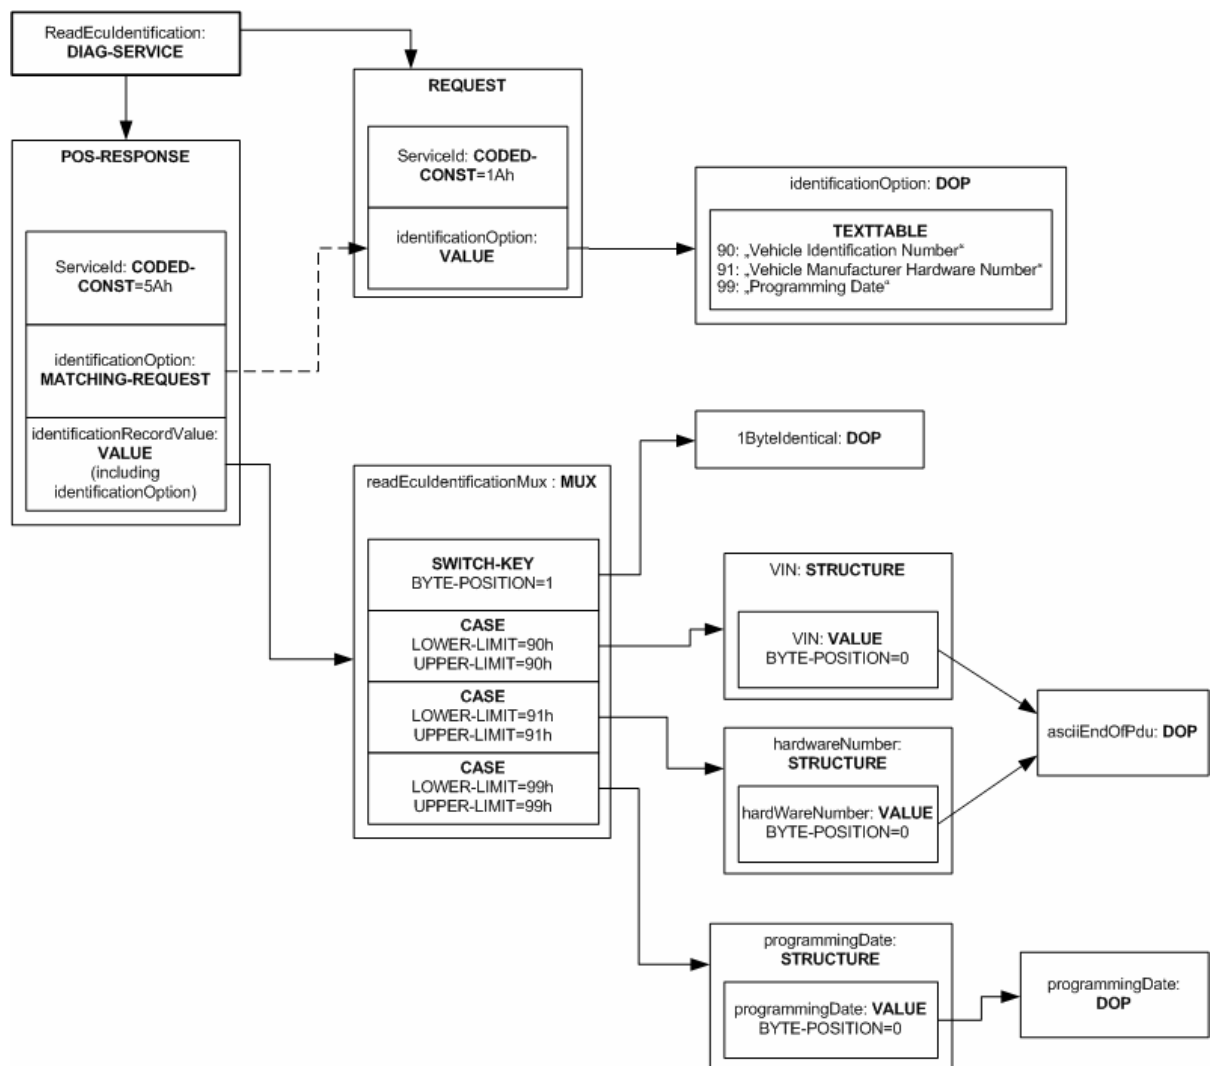 ReadEcuIdentification:
DIAG-SERVICE
REQUEST
ServiceId: CODED-
CONST=1Ah
identificationOption:
VALUE
identificationOption: DOP
TEXTTABLE
90: „Vehicle Identification Number“
91: „Vehicle Manufacturer Hardware Number“
99: „Programming Date“
POS-RESPONSE
ServiceId: CODED-
CONST=5Ah
identificationOption:
MATCHING-REQUEST
identificationRecordValue:
VALUE
(including
identificationOption)
1ByteIdentical: DOP
readEcuIdentificationMux : MUX
SWITCH-KEY
BYTE-POSITION=1
CASE
LOWER-LIMIT=90h
UPPER-LIMIT=90h
CASE
LOWER-LIMIT=91h
UPPER-LIMIT=91h
CASE
LOWER-LIMIT=99h
UPPER-LIMIT=99h
VIN: STRUCTURE
VIN: VALUE
BYTE-POSITION=0
hardwareNumber:
STRUCTURE
hardWareNumber: VALUE
BYTE-POSITION=0
asciiEndOfPdu: DOP
programmingDate:
STRUCTURE
programmingDate: VALUE
BYTE-POSITION=0
programmingDate:
DOP